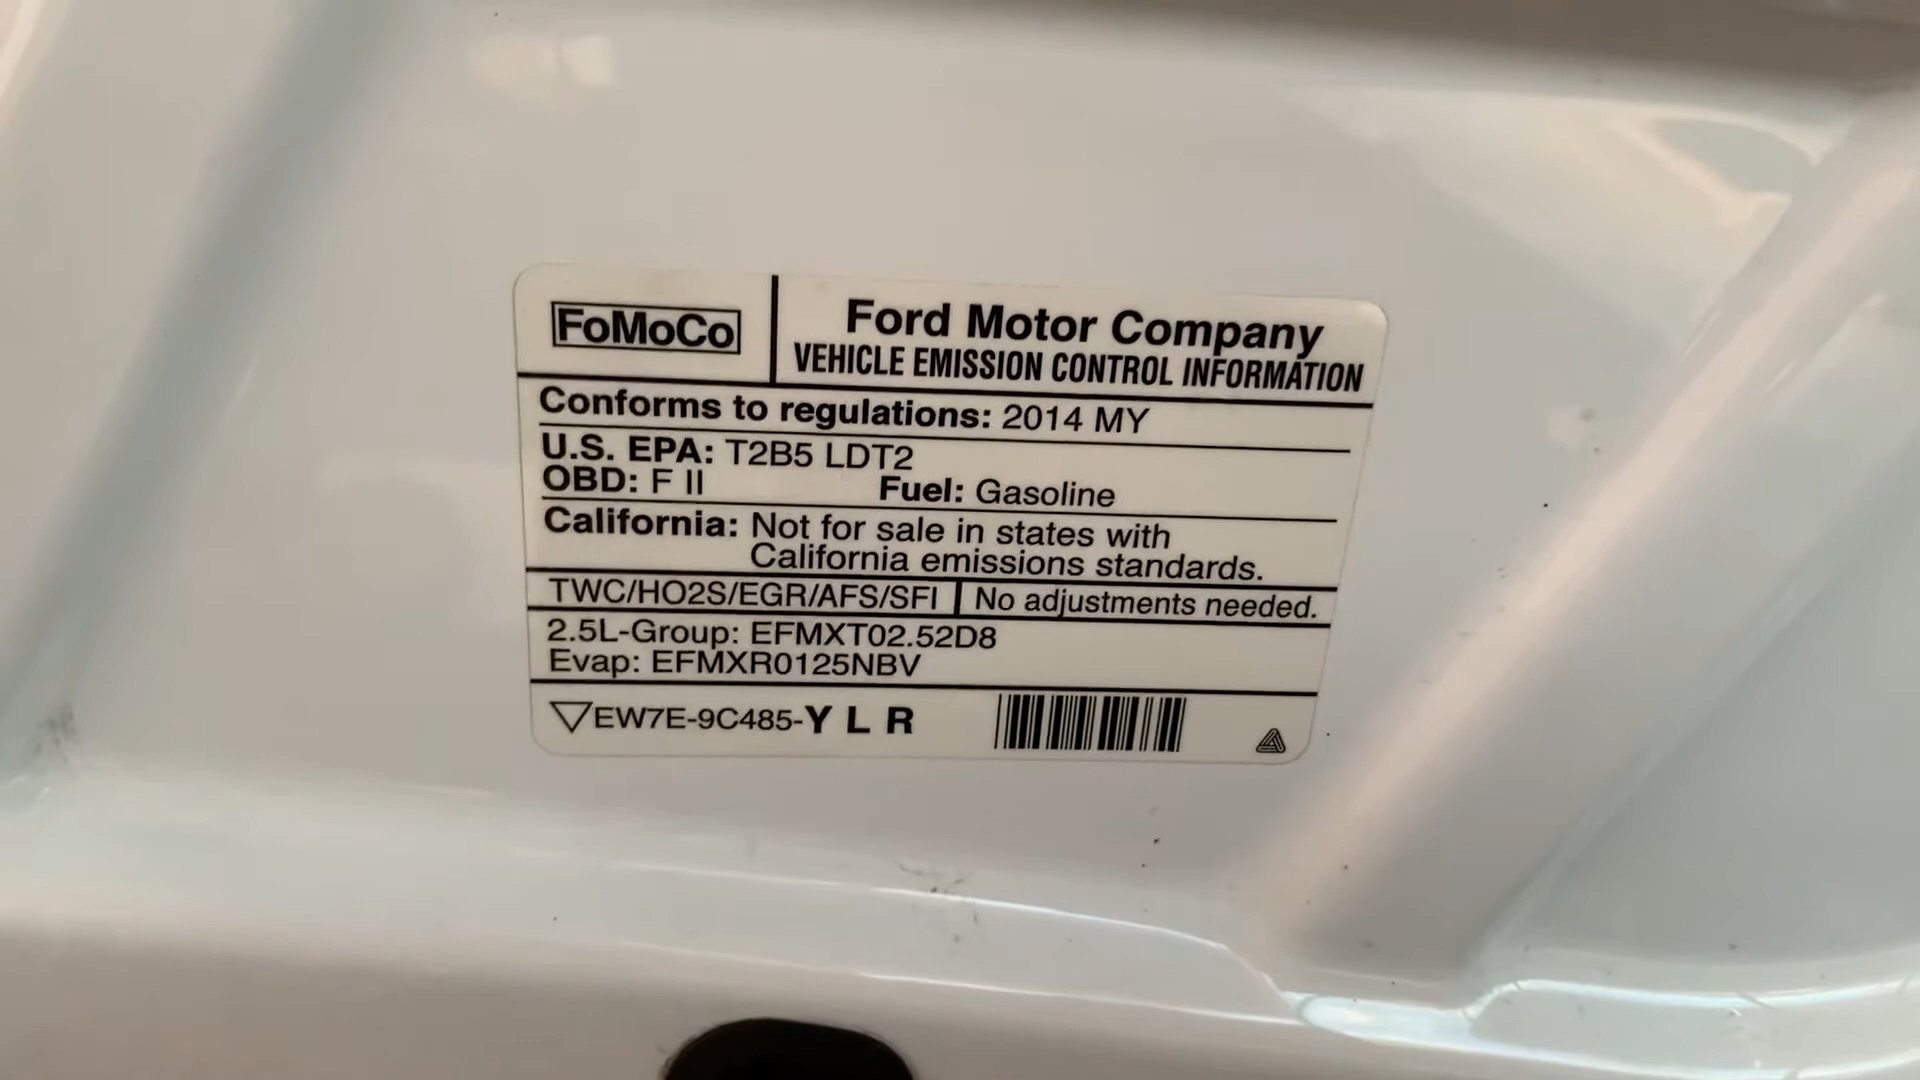 FoMoCo
Ford Motor Company
VEHICLE EMISSION CONTROL INFORMATION
Conforms to regulations: 2014 MY
U.S. EPA: T2B5 LDT2
OBD: F II Fuel: Gasoline
California: Not for sale in states with
California emissions standards.
TWC/HO2S/EGR/AFS/SFI No adjustments needed.
2.5L-Group: EFMXT02.52D8
Evap: EFMXR0125NBV
EW7E-9C485-Y L R